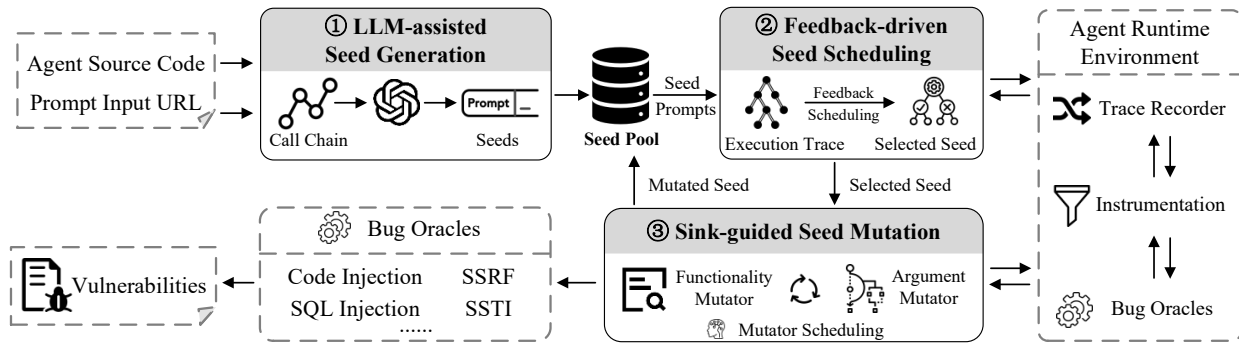 Agent Source Code
Prompt Input URL
① LLM-assisted
Seed Generation
Call Chain
Prompt
Seeds
Seed Pool
Seed
Prompts
② Feedback-driven
Seed Scheduling
Feedback
Scheduling
Execution Trace
Selected Seed
Agent Runtime
Environment
Trace Recorder
Instrumentation
Bug Oracles
Mutated Seed
Selected Seed
③ Sink-guided Seed Mutation
Functionality
Mutator
Argument
Mutator
Mutator Scheduling
Bug Oracles
Code Injection SSRF
SQL Injection SSTI
......
Vulnerabilities